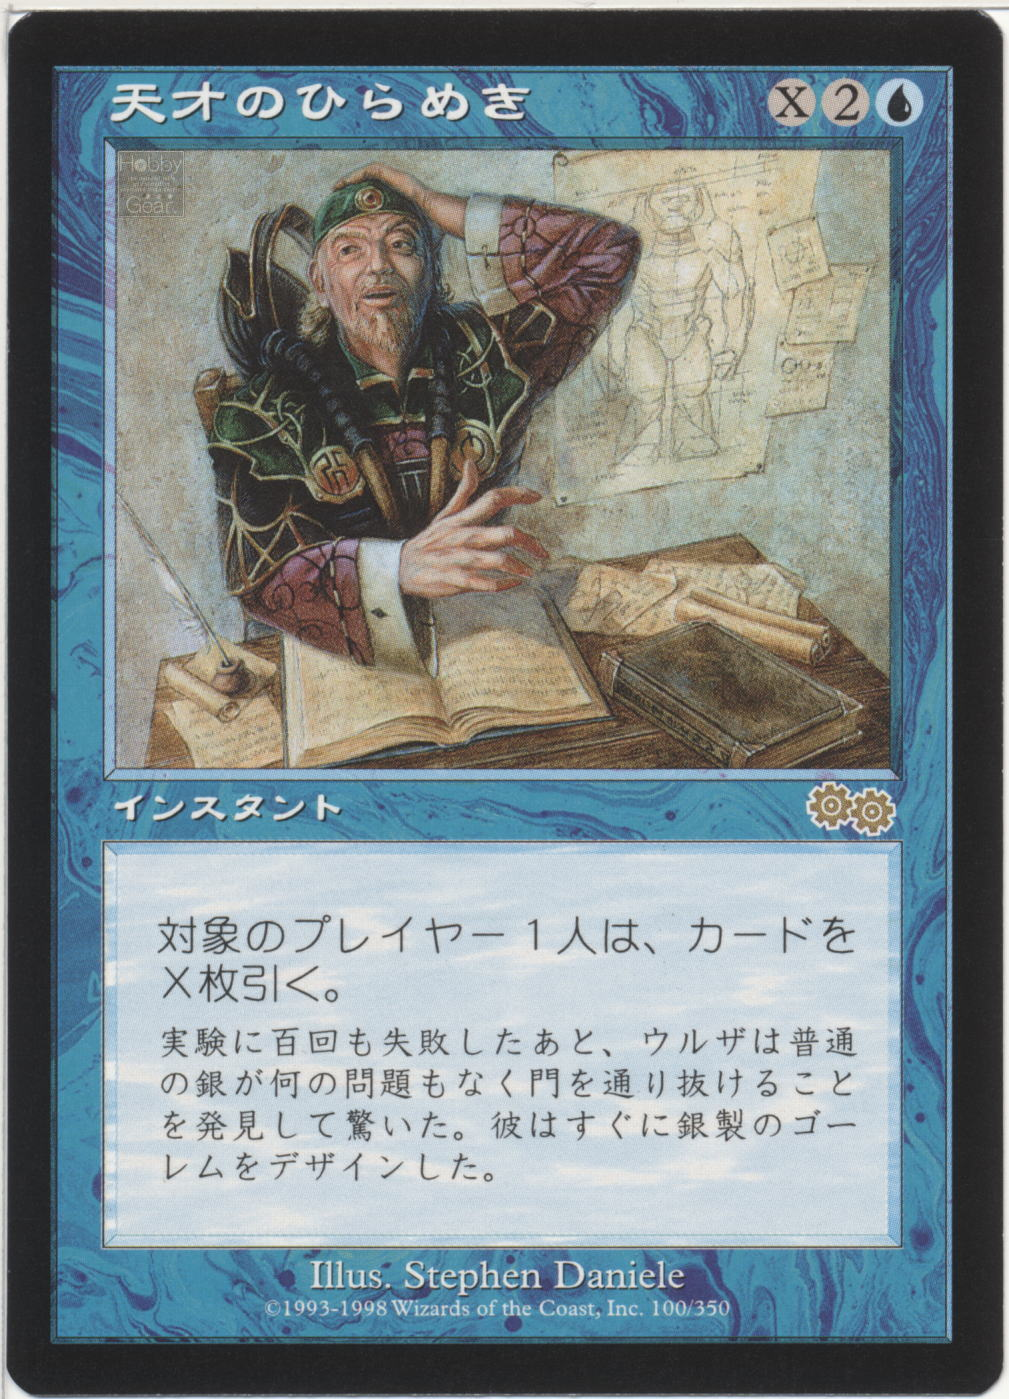 天才のひらめき
X2
Hobby
Gear.
インスタント
対象のプレイヤー1人は、カードを
X枚引く。
実験に百回も失敗したあと、ウルザは普通
の銀が何の問題もなく門を通り抜けること
を発見して驚いた。彼はすぐに銀製のゴー
レムをデザインした。
Illus. Stephen Daniele
©1993-1998 Wizards of the Coast, Inc. 100/350